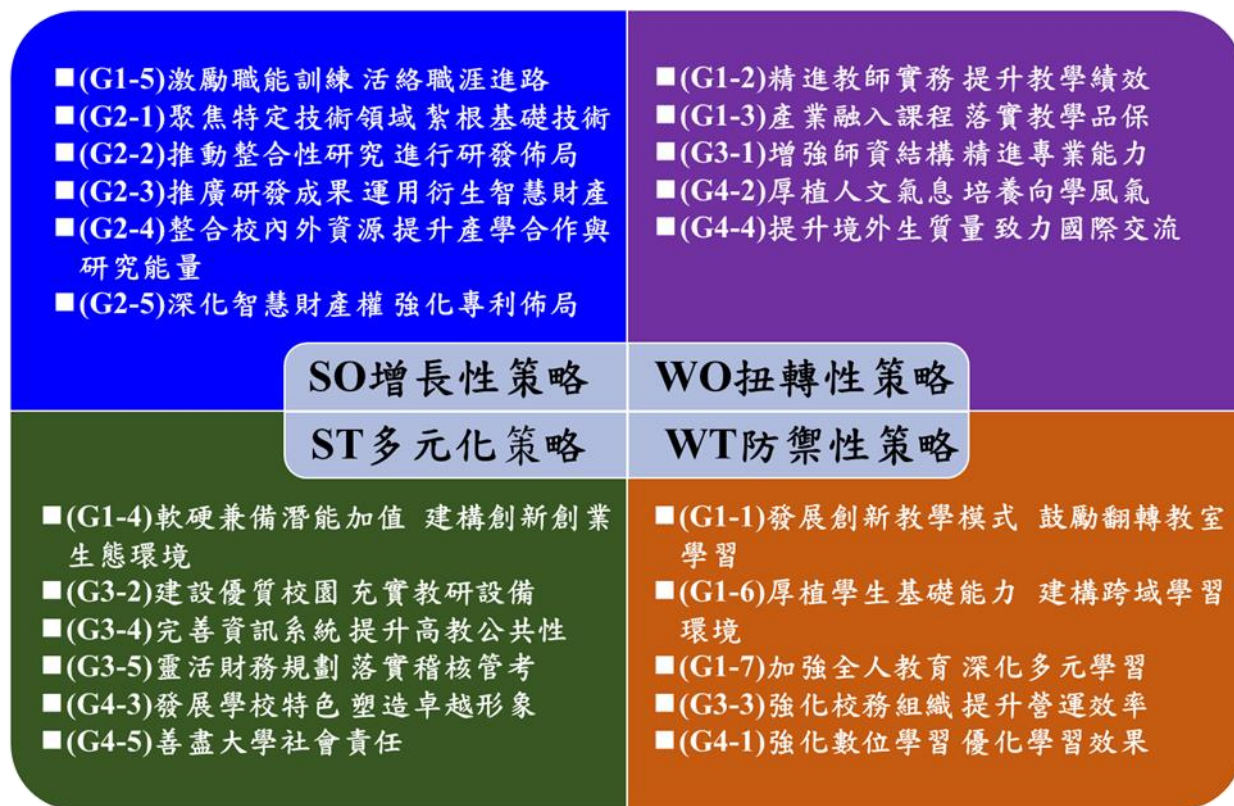 ■(G1-5)激勵職能訓練 活絡職涯進路
■(G2-1)聚焦特定技術領域 紮根基礎技術
■(G2-2)推動整合性研究 進行研發佈局
■(G2-3)推廣研發成果 運用衍生智慧財產
■(G2-4)整合校內外資源 提升產學合作與
研究能量
■(G2-5)深化智慧財產權 強化專利佈局
■(G1-2)精進教師實務 提升教學績效
■(G1-3)產業融入課程 落實教學品保
■(G3-1)增強師資結構 精進專業能力
■(G4-2)厚植人文氣息 培養向學風氣
■(G4-4)提升境外生質量 致力國際交流
SO增長性策略
WO扭轉性策略
ST多元化策略
WT防禦性策略
■(G1-4)軟硬兼備潛能加值 建構創新創業
生態環境
■(G3-2)建設優質校園 充實教研設備
■(G3-4)完善資訊系統 提升高教公共性
■(G3-5)靈活財務規劃 落實稽核管考
■(G4-3)發展學校特色 塑造卓越形象
■(G4-5)善盡大學社會責任
■(G1-1)發展創新教學模式 鼓勵翻轉教室
學習
■(G1-6)厚植學生基礎能力 建構跨域學習
環境
■(G1-7)加強全人教育 深化多元學習
■(G3-3)強化校務組織 提升營運效率
■(G4-1)強化數位學習 優化學習效果